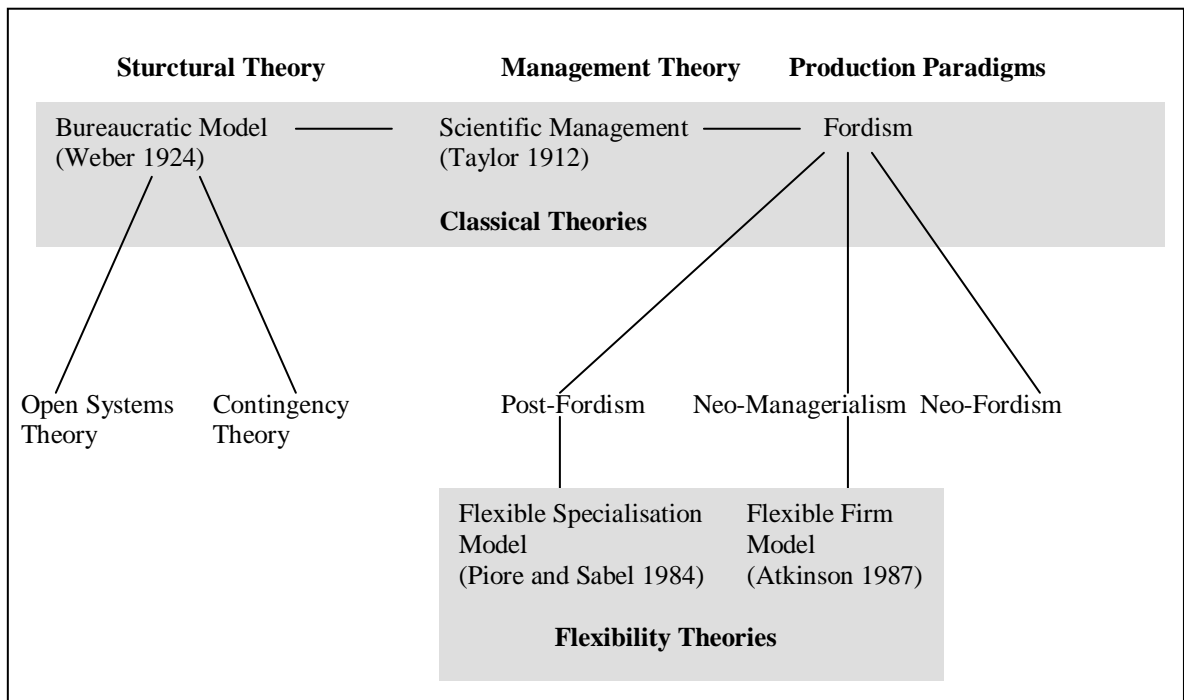 Sturctural Theory
Management Theory
Production Paradigms
Bureaucratic Model
(Weber 1924)
Scientific Management
(Taylor 1912)
Fordism
Classical Theories
Open Systems
Theory
Contingency
Theory
Post-Fordism
Neo-Managerialism
Neo-Fordism
Flexible Specialisation
Model
(Piore and Sabel 1984)
Flexible Firm
Model
(Atkinson 1987)
Flexibility Theories